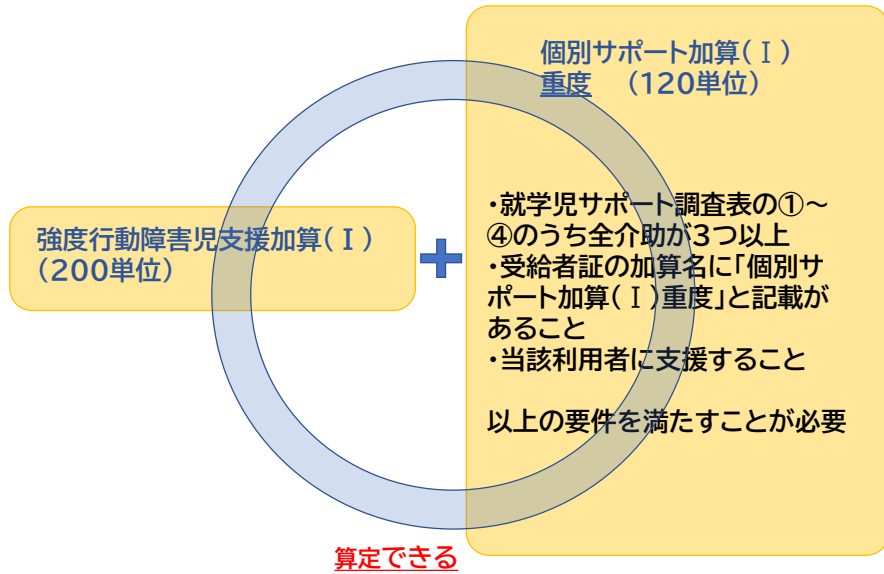 個別サポート加算(Ⅰ)
重度　(120単位)
強度行動障害児支援加算(Ⅰ)
(200単位)
・就学児サポート調査表の①～
④のうち全介助が3つ以上
・受給者証の加算名に「個別サ
ポート加算(Ⅰ)重度」と記載が
あること
・当該利用者に支援すること
以上の要件を満たすことが必要
算定できる